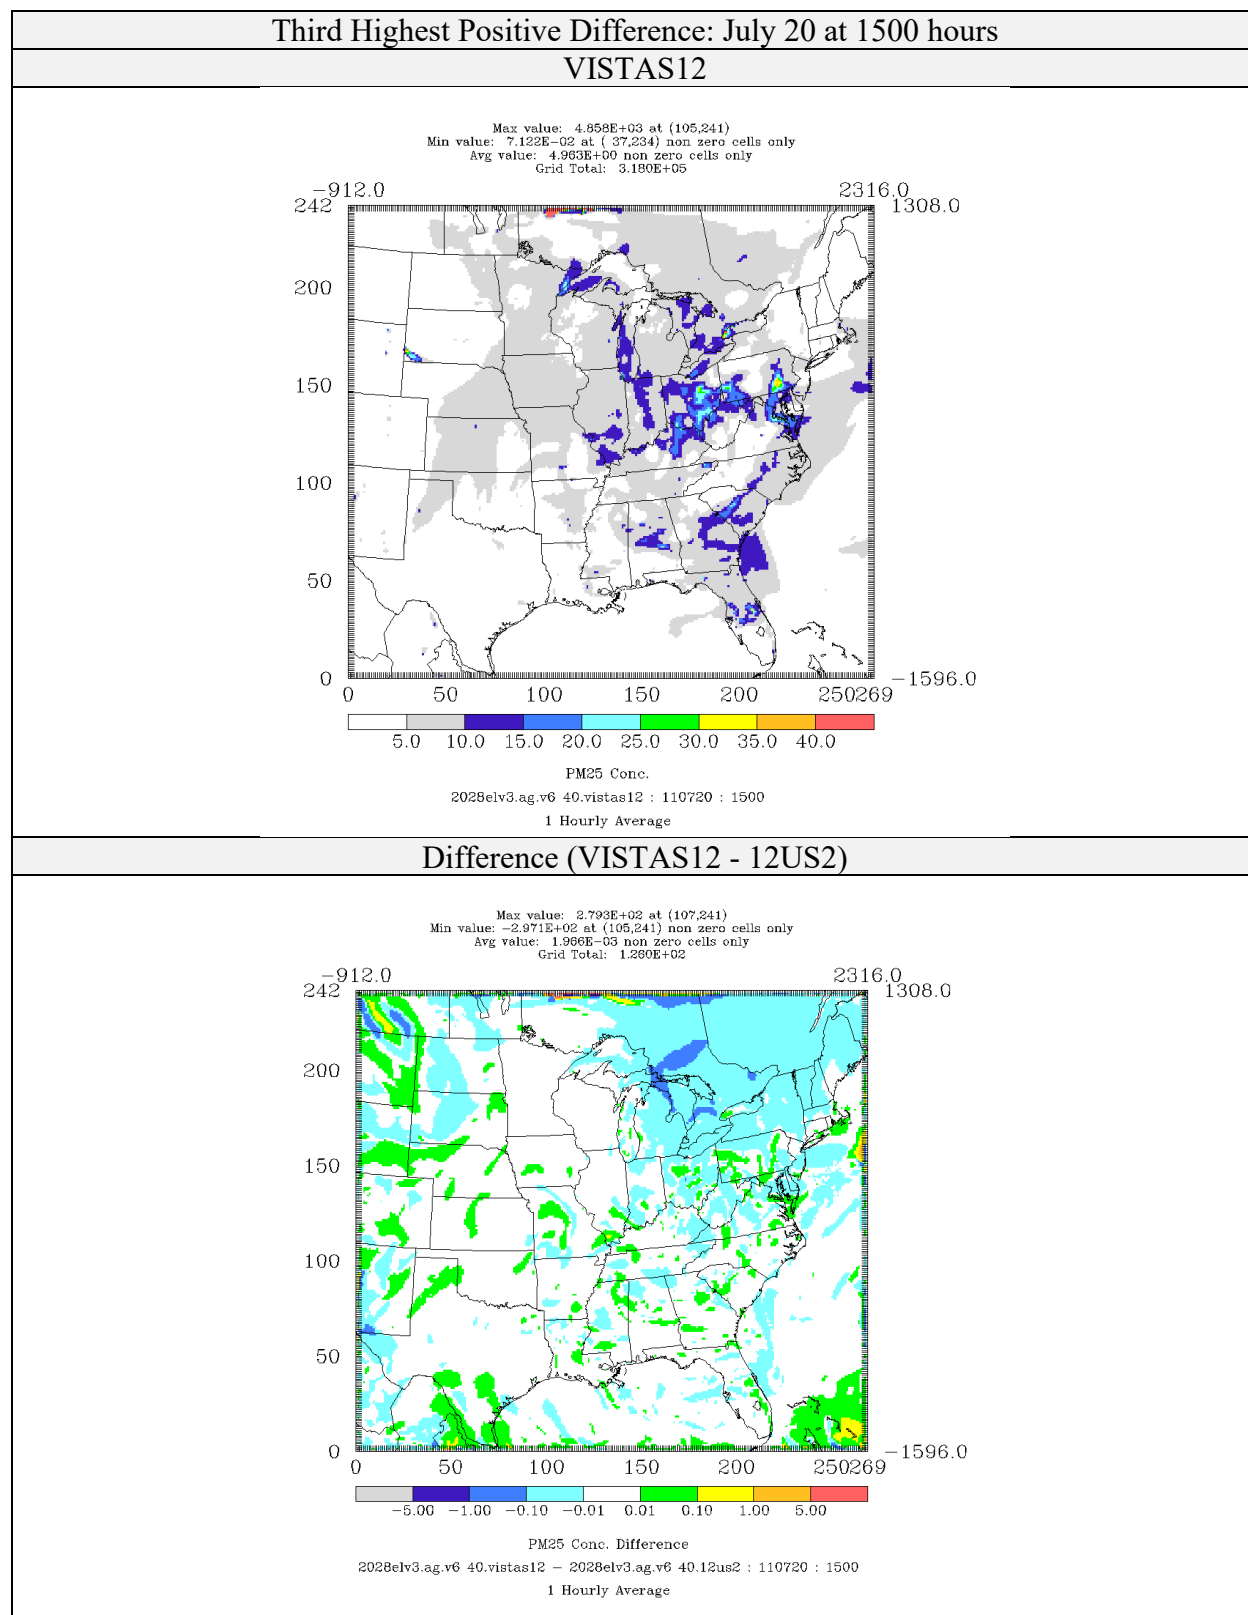 Third Highest Positive Difference: July 20 at 1500 hours
VISTAS12
Max value: 4.858E+03 at (105,241)
Min value: 7.122E-02 at ( 37,234) non zero cells only
Avg value: 4.963E+00 non zero cells only
Grid Total: 3.180E+05
-912.0 2316.0
242 1308.0
200
150
100
50
0 -1596.0
0 50 100 150 200 250269
5.0 10.0 15.0 20.0 25.0 30.0 35.0 40.0
PM25 Conc.
2028elv3.ag.v6 40.vistas12 : 110720 : 1500
1 Hourly Average
Difference (VISTAS12 - 12US2)
Max value: 2.793E+02 at (107,241)
Min value: -2.971E+02 at (105,241) non zero cells only
Avg value: 1.966E-03 non zero cells only
Grid Total: 1.260E+02
-912.0 2316.0
242 1308.0
200
150
100
50
0 -1596.0
0 50 100 150 200 250269
-5.00 -1.00 -0.10 -0.01 0.01 0.10 1.00 5.00
PM25 Conc. Difference
2028elv3.ag.v6 40.vistas12 - 2028elv3.ag.v6 40.12us2 : 110720 : 1500
1 Hourly Average